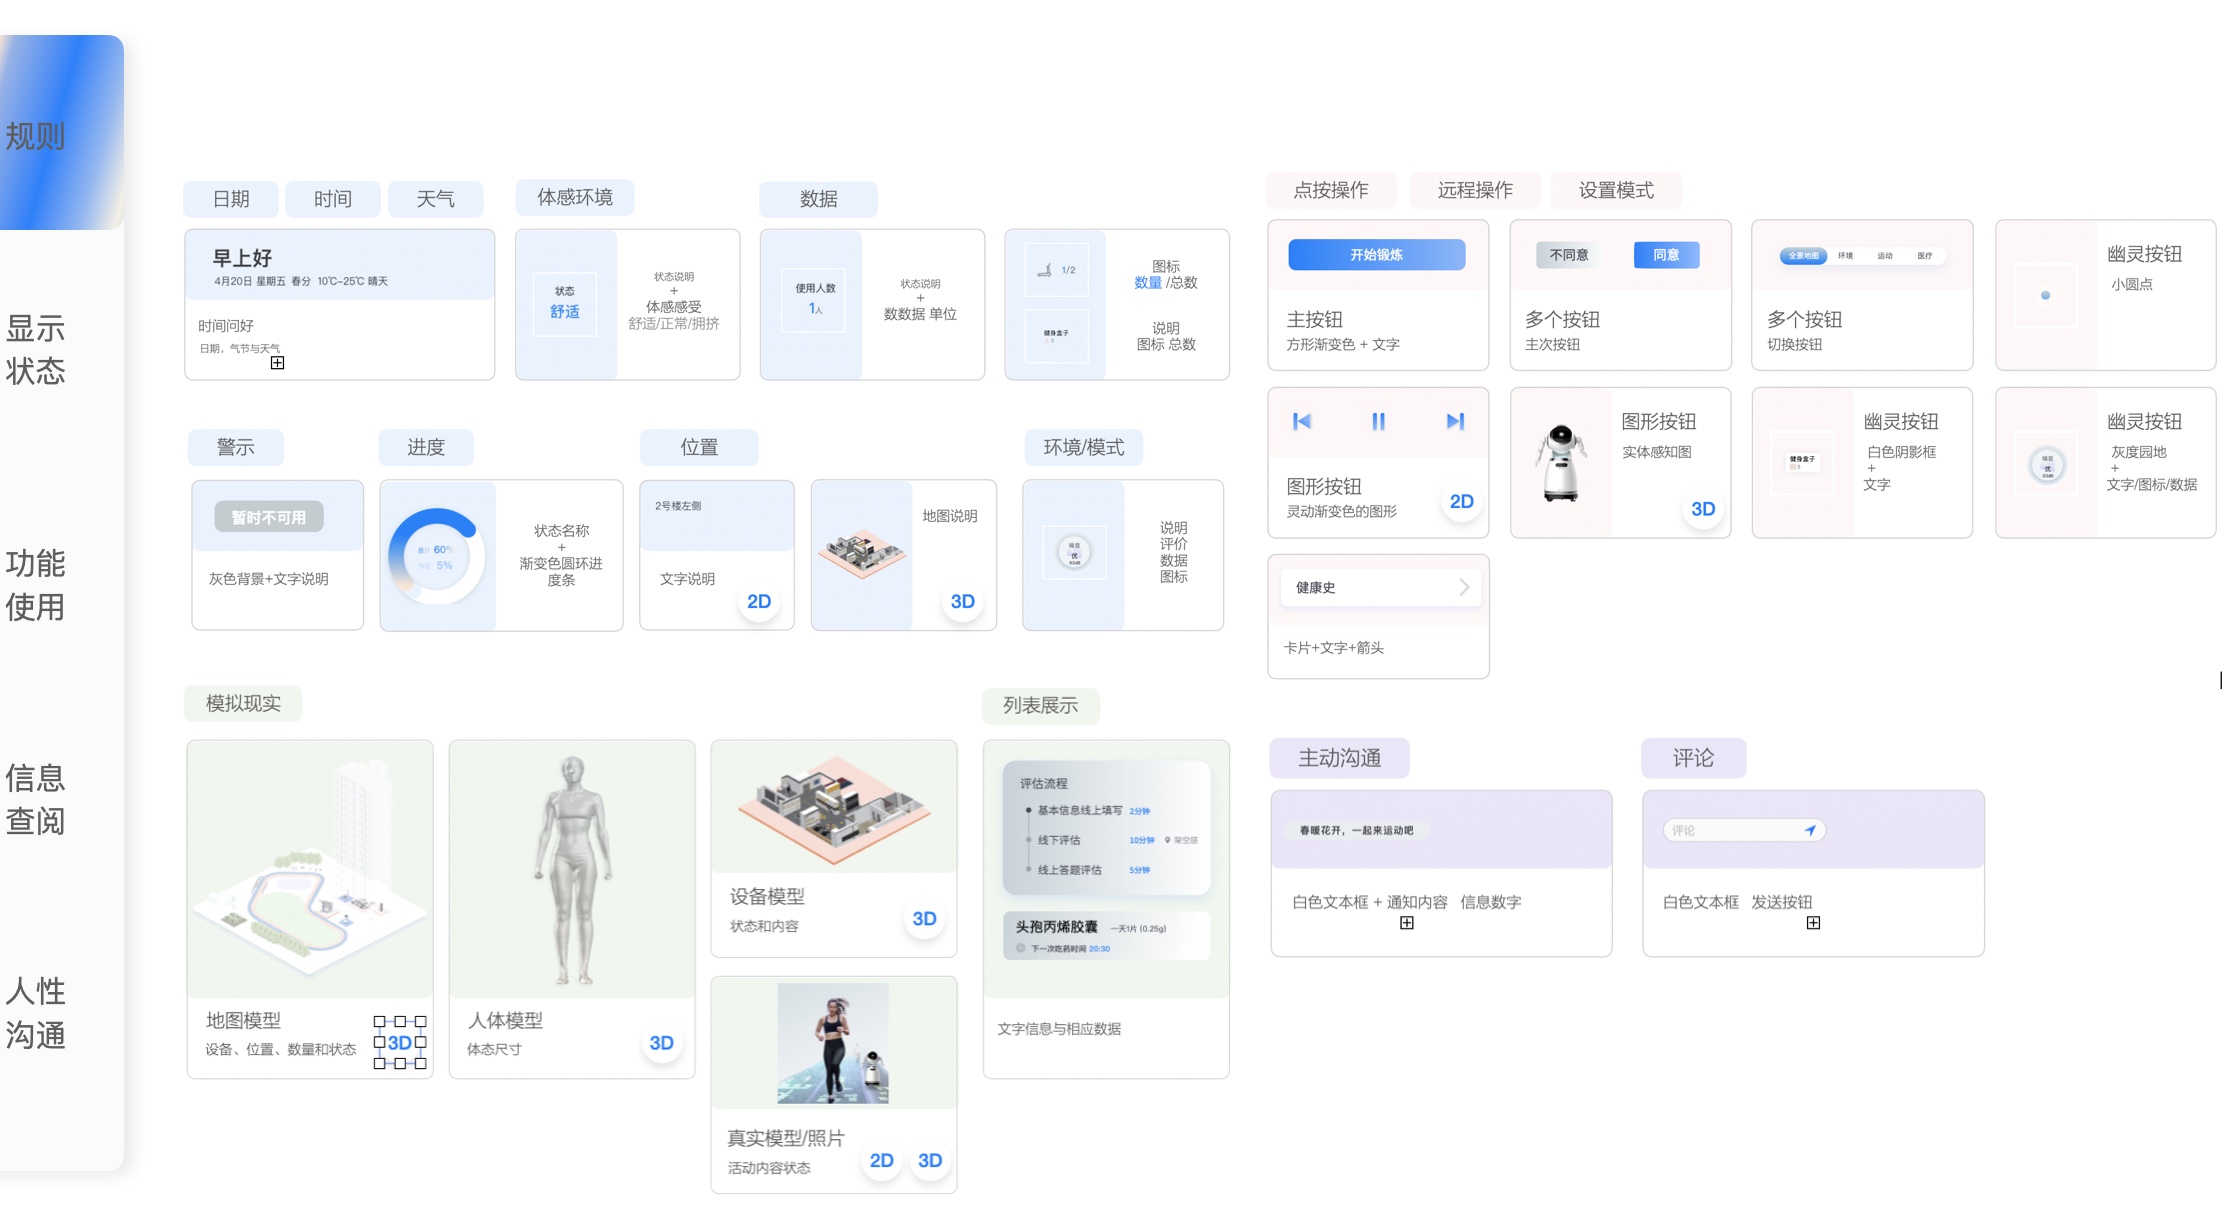 规则
显示
状态
功能
使用
信息
查阅
人性
沟通
日期
时间
天气
早上好
4月20日 星期五 春分 10℃-25℃ 晴天
时间问好
日期，气节与天气
体感环境
状态
舒适
状态说明
+
体感感受
舒适/正常/拥挤
数据
使用人数
1人
状态说明
+
数数据 单位
1/2
健身盒子
图标
数量 /总数
说明
图标 总数
警示
暂时不可用
灰色背景+文字说明
进度
60%
5%
状态名称
+
渐变色圆环进
度条
位置
2号楼左侧
文字说明
2D
地图说明
3D
环境/模式
噪音
优
63dB
说明
评价
数据
图标
模拟现实
地图模型
设备、位置、数量和状态
3D
人体模型
体态尺寸
3D
设备模型
状态和内容
3D
真实模型/照片
活动内容状态
2D
3D
列表展示
评估流程
基本信息线上填写 2分钟
线下评估 10分钟 架空层
线上答题评估 5分钟
头孢丙烯胶囊 一天1片 (0.25g)
下一次吃药时间 20:30
文字信息与相应数据
点按操作
远程操作
设置模式
开始锻炼
主按钮
方形渐变色 + 文字
不同意
同意
多个按钮
主次按钮
全景地图 环境 运动 医疗
多个按钮
切换按钮
幽灵按钮
小圆点
图形按钮
灵动渐变色的图形
2D
图形按钮
实体感知图
3D
健身盒子
幽灵按钮
白色阴影框
+
文字
噪音
优
63dB
幽灵按钮
灰度园地
+
文字/图标/数据
健康史
卡片+文字+箭头
主动沟通
春暖花开，一起来运动吧
白色文本框 + 通知内容 信息数字
评论
评论
白色文本框 发送按钮